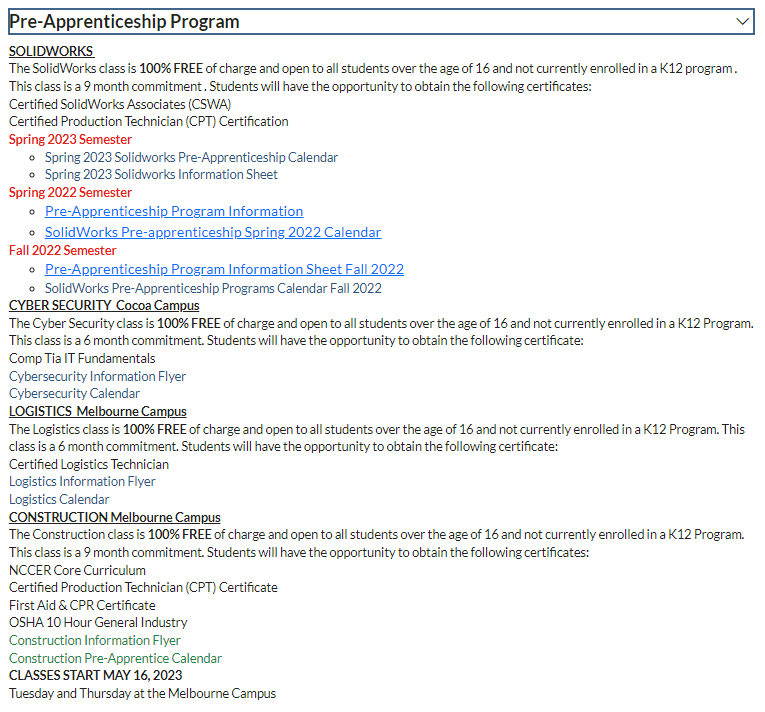 Pre-Apprenticeship Program
SOLIDWORKS
The SolidWorks class is 100% FREE of charge and open to all students over the age of 16 and not currently enrolled in a K12 program .
This class is a 9 month commitment . Students will have the opportunity to obtain the following certificates:
Certified SolidWorks Associates (CSWA)
Certified Production Technician (CPT) Certification
Spring 2023 Semester
Spring 2023 Solidworks Pre-Apprenticeship Calendar
Spring 2023 Solidworks Information Sheet
Spring 2022 Semester
Pre-Apprenticeship Program Information
SolidWorks Pre-apprenticeship Spring 2022 Calendar
Fall 2022 Semester
Pre-Apprenticeship Program Information Sheet Fall 2022
SolidWorks Pre-Apprenticeship Programs Calendar Fall 2022
CYBER SECURITY Cocoa Campus
The Cyber Security class is 100% FREE of charge and open to all students over the age of 16 and not currently enrolled in a K12 Program.
This class is a 6 month commitment. Students will have the opportunity to obtain the following certificate:
Comp Tia IT Fundamentals
Cybersecurity Information Flyer
Cybersecurity Calendar
LOGISTICS Melbourne Campus
The Logistics class is 100% FREE of charge and open to all students over the age of 16 and not currently enrolled in a K12 Program. This
class is a 6 month commitment. Students will have the opportunity to obtain the following certificate:
Certified Logistics Technician
Logistics Information Flyer
Logistics Calendar
CONSTRUCTION Melbourne Campus
The Construction class is 100% FREE of charge and open to all students over the age of 16 and not currently enrolled in a K12 Program.
This class is a 9 month commitment. Students will have the opportunity to obtain the following certificates:
NCCER Core Curriculum
Certified Production Technician (CPT) Certificate
First Aid & CPR Certificate
OSHA 10 Hour General Industry
Construction Information Flyer
Construction Pre-Apprentice Calendar
CLASSES START MAY 16, 2023
Tuesday and Thursday at the Melbourne Campus